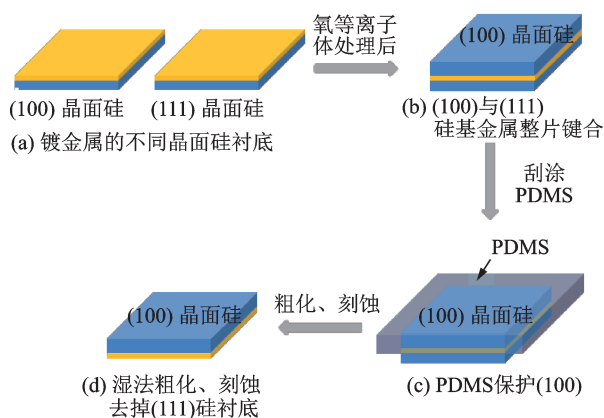 氧等离子
体处理后
(100) 晶面硅
(111) 晶面硅
(a) 镀金属的不同晶面硅衬底
(100) 晶面硅
(b) (100)与(111)
硅基金属整片键合
刮涂
PDMS
PDMS
(100) 晶面硅
(c) PDMS保护(100)
粗化、刻蚀
(100) 晶面硅
(d) 湿法粗化、刻蚀
去掉(111)硅衬底